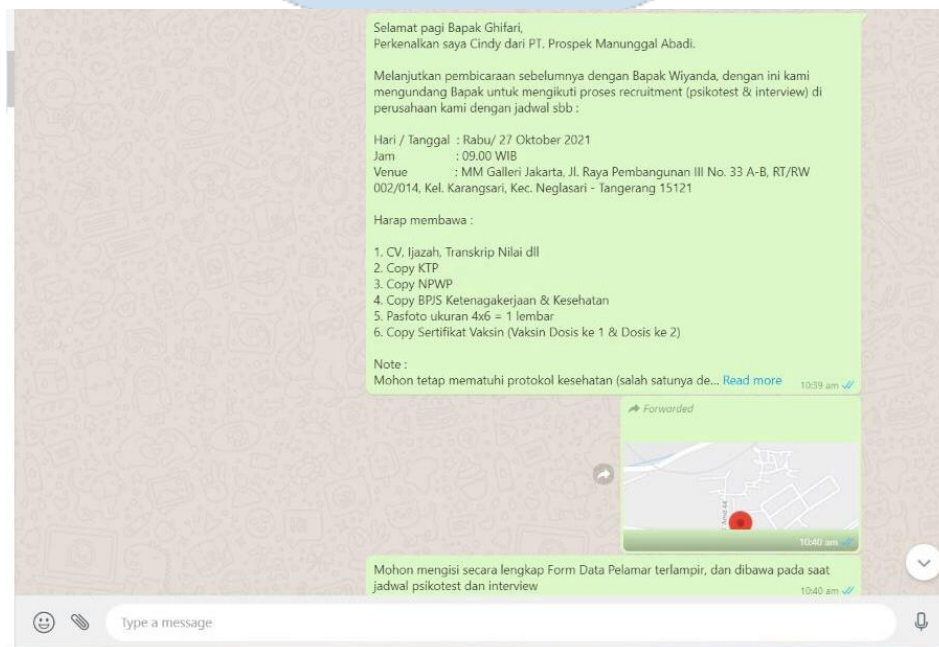 Selamat pagi Bapak Ghifari,
Perkenalkan saya Cindy dari PT. Prospek Manunggal Abadi.
Melanjutkan pembicaraan sebelumnya dengan Bapak Wiyanda, dengan ini kami
mengundang Bapak untuk mengikuti proses recruitment (psikotest & interview) di
perusahaan kami dengan jadwal sbb :
Hari / Tanggal : Rabu/ 27 Oktober 2021
Jam : 09.00 WIB
Venue : MM Galleri Jakarta, Jl. Raya Pembangunan III No. 33 A-B, RT/RW
002/014, Kel. Karangsari, Kec. Neglasari - Tangerang 15121
Harap membawa :
1. CV, Ijazah, Transkrip Nilai dll
2. Copy KTP
3. Copy NPWP
4. Copy BPJS Ketenagakerjaan & Kesehatan
5. Pasfoto ukuran 4x6 = 1 lembar
6. Copy Sertifikat Vaksin (Vaksin Dosis ke 1 & Dosis ke 2)
Note :
Mohon tetap mematuhi protokol kesehatan (salah satunya de... Read more
10:39 am
Forwarded
10:40 am
Mohon mengisi secara lengkap Form Data Pelamar terlampir, dan dibawa pada saat
jadwal psikotest dan interview
10:40 am
Type a message